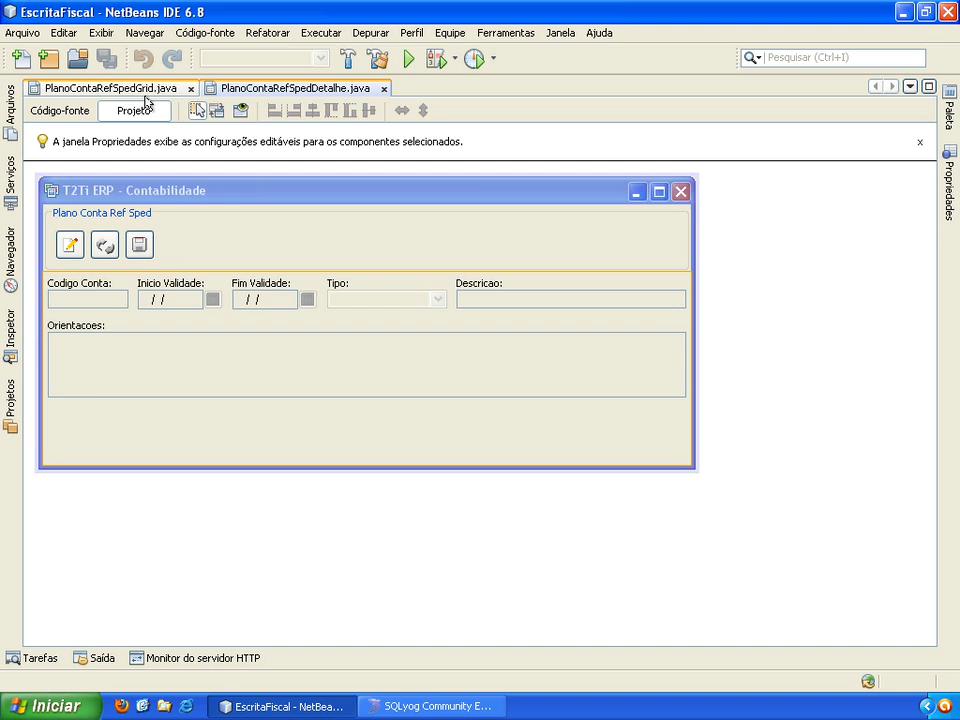 EscritaFiscal - NetBeans IDE 6.8
Arquivo Editar Exibir Navegar Código-fonte Refatorar Executar Depurar Perfil Equipe Ferramentas Janela Ajuda
Pesquisar (Ctrl+I)
PlanoContaRefSpedGrid.java x PlanoContaRefSpedDetalhe.java x
Código-fonte Projeto
A janela Propriedades exibe as configurações editáveis para os componentes selecionados. x
Arquivos
Serviços
Navegador
Inspetor
Projetos
Paleta
Propriedades
T2Ti ERP - Contabilidade
Plano Conta Ref Sped
Codigo Conta: Inicio Validade: Fim Validade: Tipo: Descricao:
/ / / /
Orientacoes:
Tarefas Saída Monitor do servidor HTTP
Iniciar EscritaFiscal - NetBea... SQLyog Community E...